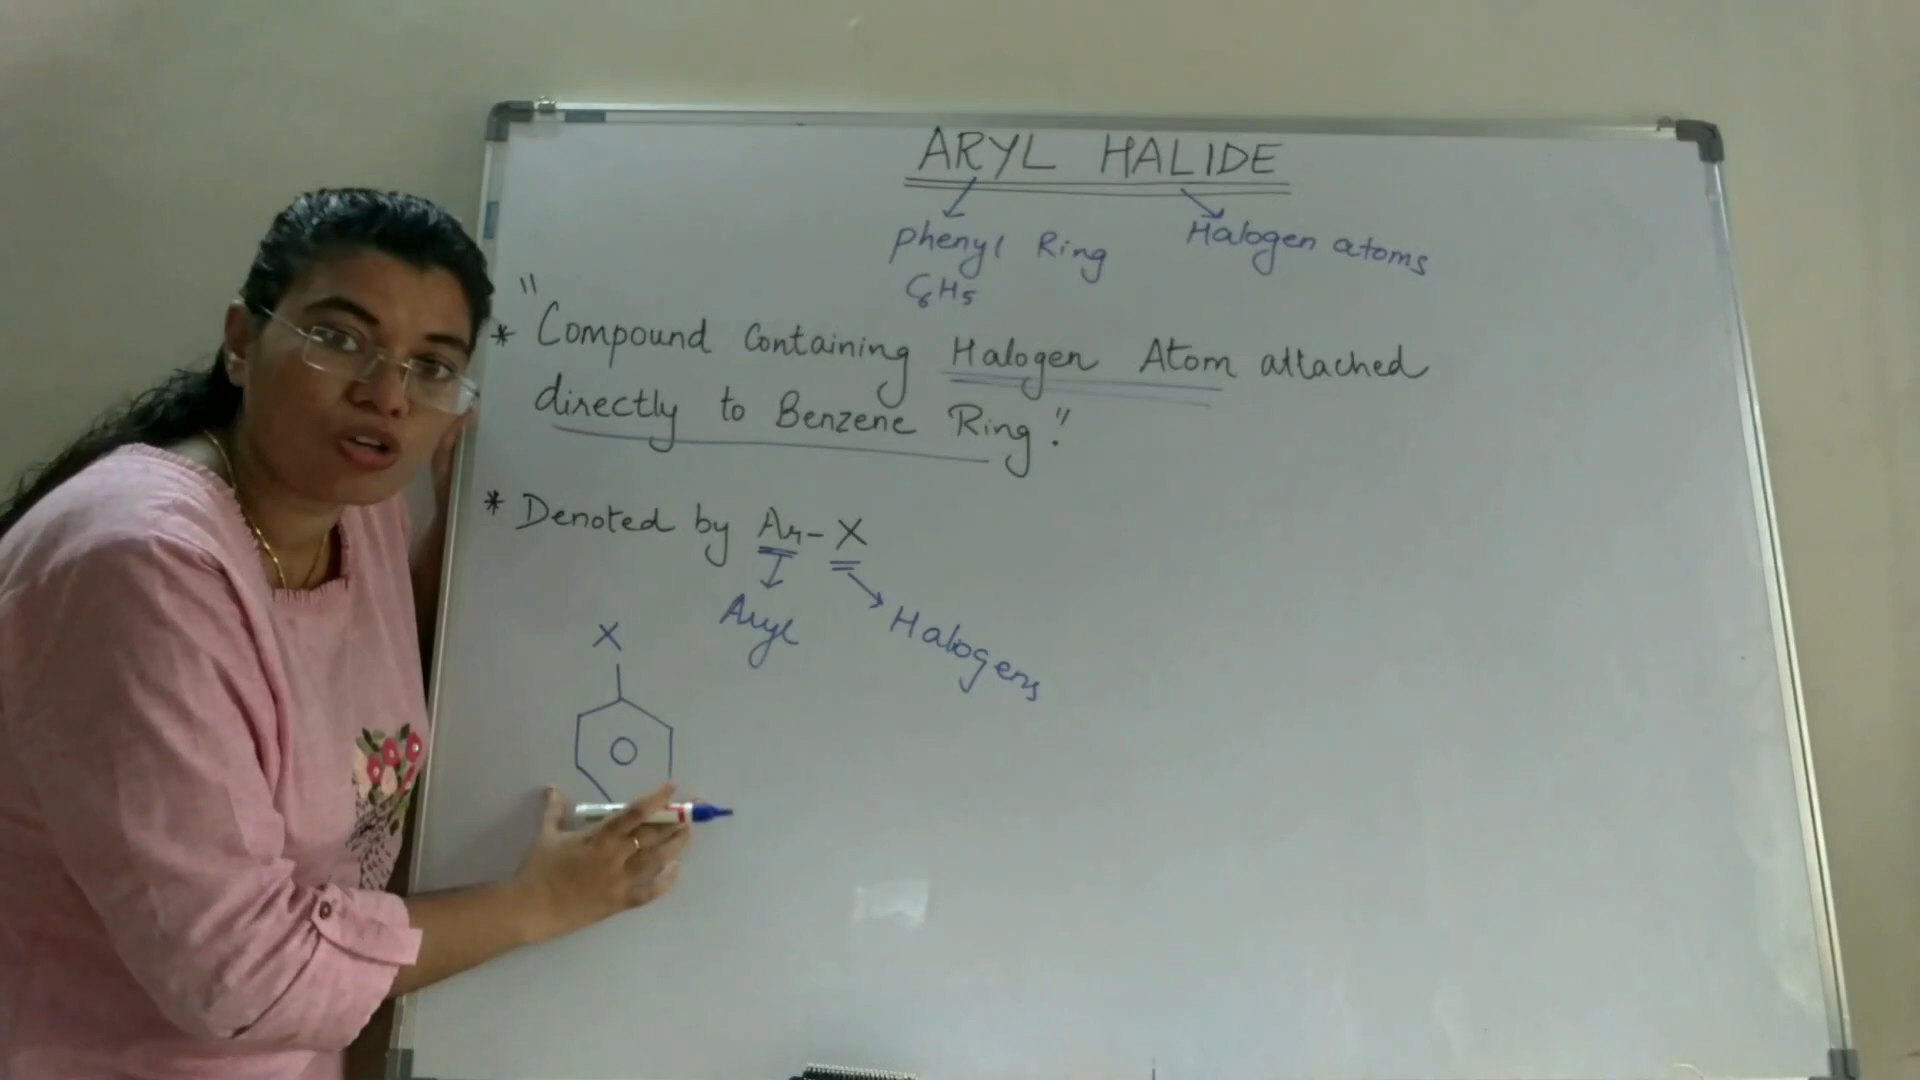 ARYL HALIDE
Phenyl Ring
Halogen atoms
C6H5
"
* Compound Containing Halogen Atom attached
directly to Benzene Ring."
* Denoted by Ar-X
Aryl
Halogens
X